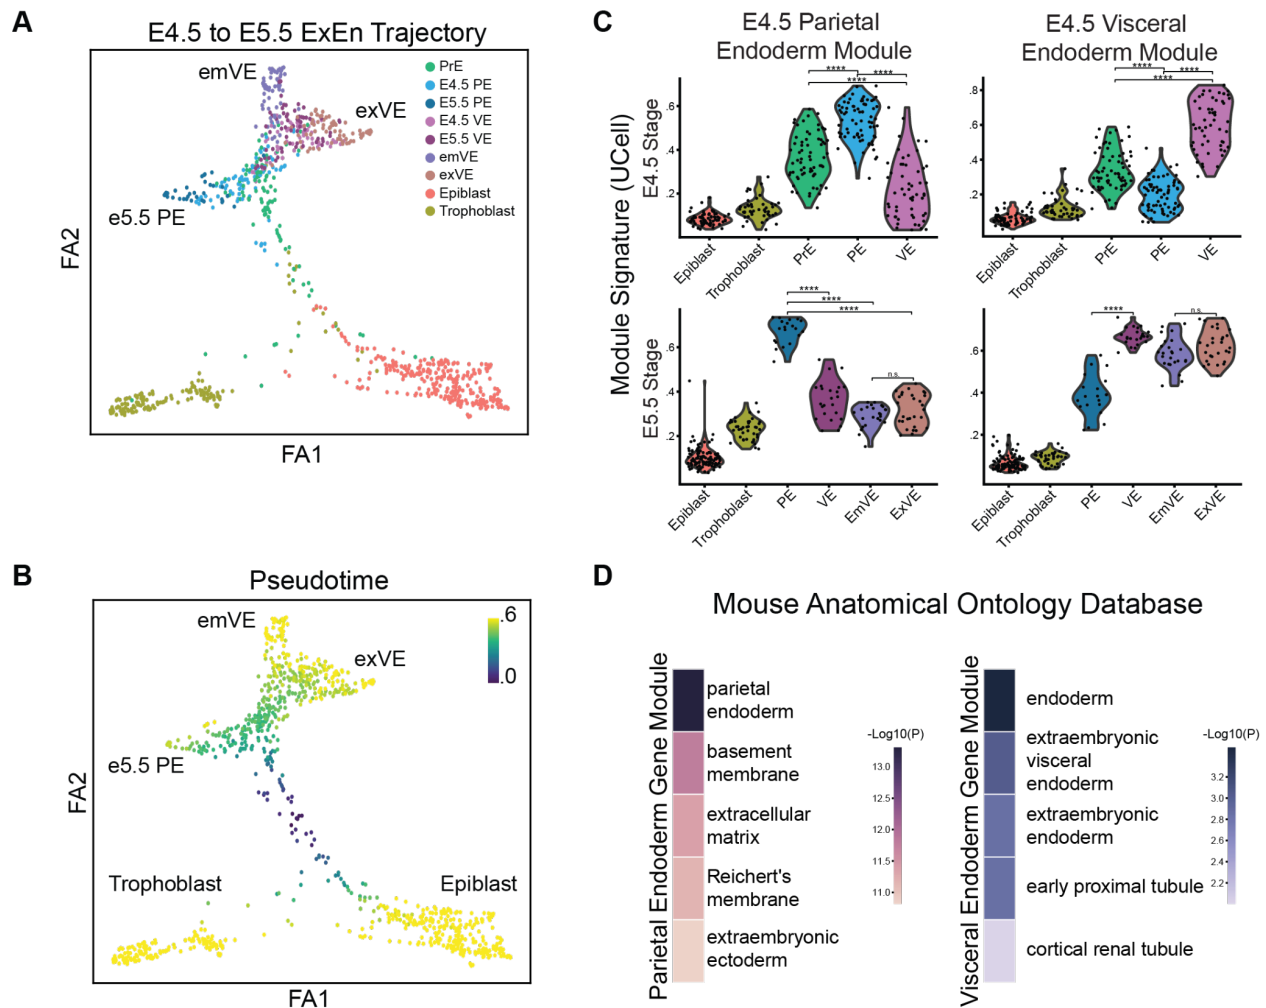 A
E4.5 to E5.5 ExEn Trajectory
emVE
exVE
e5.5 PE
PrE
E4.5 PE
E5.5 PE
E4.5 VE
E5.5 VE
emVE
exVE
Epiblast
Trophoblast
FA2
FA1
B
Pseudotime
emVE
exVE
e5.5 PE
.6
.0
Trophoblast
Epiblast
FA2
FA1
C
E4.5 Parietal
Endoderm Module
E4.5 Visceral
Endoderm Module
Module Signature (UCell)
E4.5 Stage
E5.5 Stage
****
****
****
.6
.4
.2
Epiblast
Trophoblast
PrE
PE
VE
****
****
****
.8
.6
.4
.2
Epiblast
Trophoblast
PrE
PE
VE
****
****
****
n.s.
.6
.4
.2
Epiblast
Trophoblast
PE
VE
EmVE
ExVE
****
n.s.
.6
.4
.2
Epiblast
Trophoblast
PE
VE
EmVE
ExVE
D
Mouse Anatomical Ontology Database
Parietal Endoderm Gene Module
parietal
endoderm
basement
membrane
extracellular
matrix
Reichert's
membrane
extraembryonic
ectoderm
-Log10(P)
13.0
12.5
12.0
11.5
11.0
Visceral Endoderm Gene Module
endoderm
extraembryonic
visceral
endoderm
extraembryonic
endoderm
early proximal tubule
cortical renal tubule
-Log10(P)
3.4
3.2
3.0
2.8
2.6
2.4
2.2